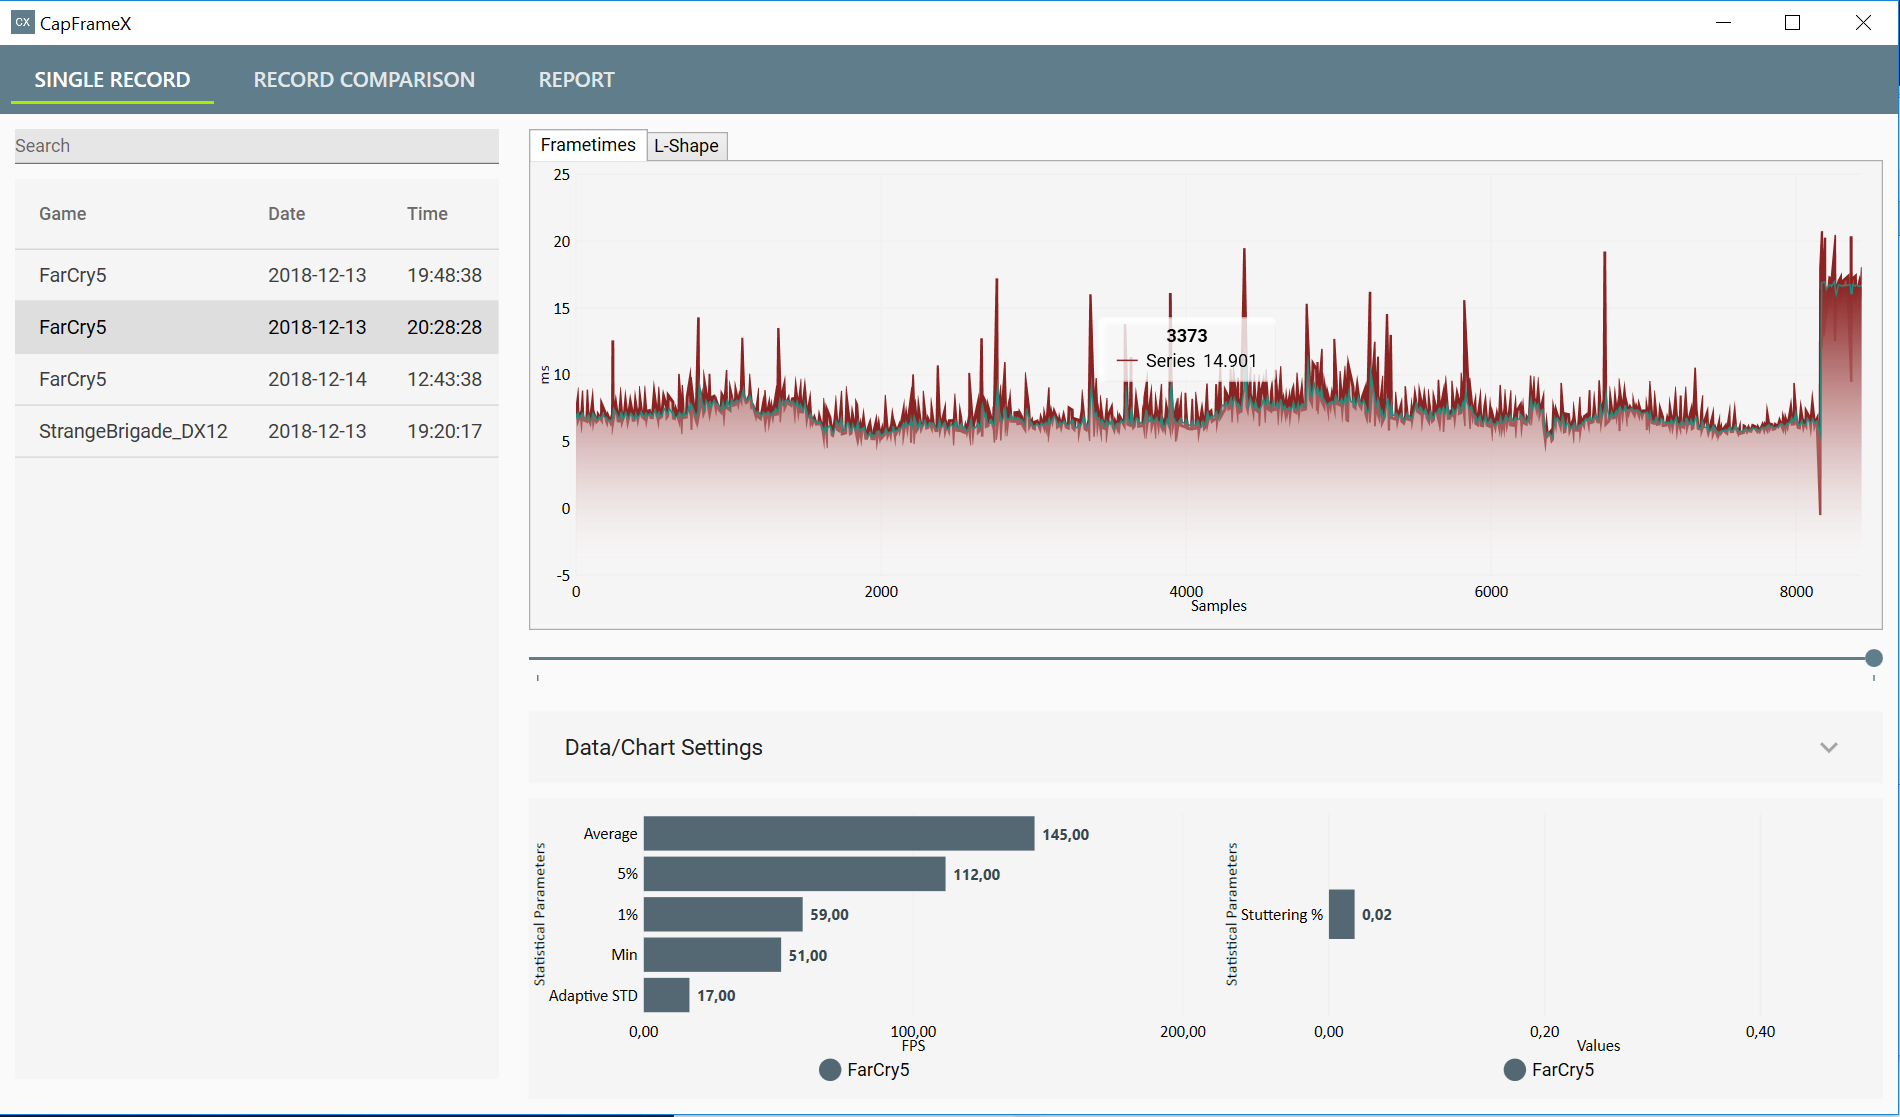 CX CapFrameX
SINGLE RECORD RECORD COMPARISON REPORT
Search
Game Date Time
FarCry5 2018-12-13 19:48:38
FarCry5 2018-12-13 20:28:28
FarCry5 2018-12-14 12:43:38
StrangeBrigade_DX12 2018-12-13 19:20:17
Frametimes L-Shape
25
20
15
10
5
0
-5
ms
3373
Series 14.901
0 2000 4000 6000 8000
Samples
Data/Chart Settings
Statistical Parameters
Average 145,00
5% 112,00
1% 59,00
Min 51,00
Adaptive STD 17,00
0,00 100,00 200,00
FPS
FarCry5
Statistical Parameters
Stuttering % 0,02
0,00 0,20 0,40
Values
FarCry5